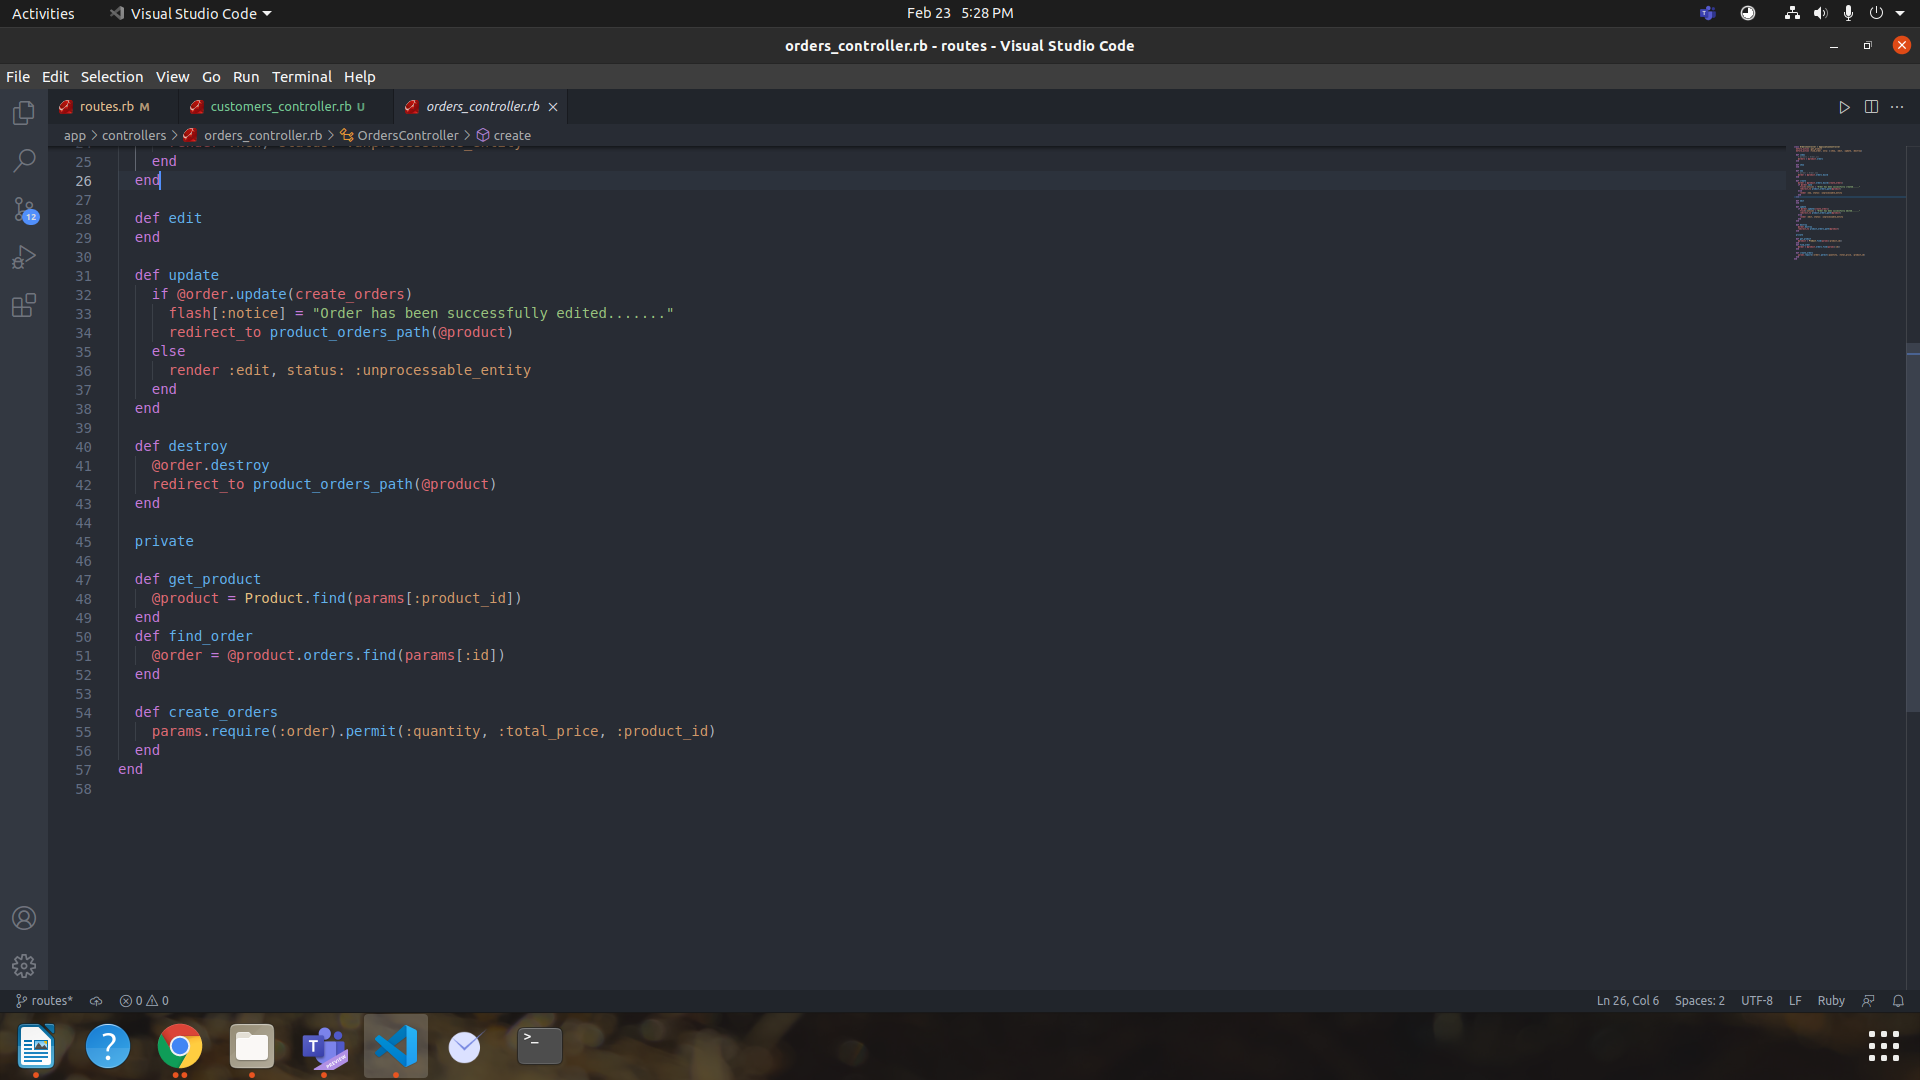 Activities Visual Studio Code Feb 23 5:28 PM
orders_controller.rb - routes - Visual Studio Code
File Edit Selection View Go Run Terminal Help
routes.rb M customers_controller.rb U orders_controller.rb
app > controllers > orders_controller.rb > OrdersController > create
25 end
26 end
27
28 def edit
29 end
30
31 def update
32 if @order.update(create_orders)
33 flash[:notice] = "Order has been successfully edited......."
34 redirect_to product_orders_path(@product)
35 else
36 render :edit, status: :unprocessable_entity
37 end
38 end
39
40 def destroy
41 @order.destroy
42 redirect_to product_orders_path(@product)
43 end
44
45 private
46
47 def get_product
48 @product = Product.find(params[:product_id])
49 end
50 def find_order
51 @order = @product.orders.find(params[:id])
52 end
53
54 def create_orders
55 params.require(:order).permit(:quantity, :total_price, :product_id)
56 end
57 end
58
12
routes* 0 0 Ln 26, Col 6 Spaces: 2 UTF-8 LF Ruby
? T PREVIEW >_